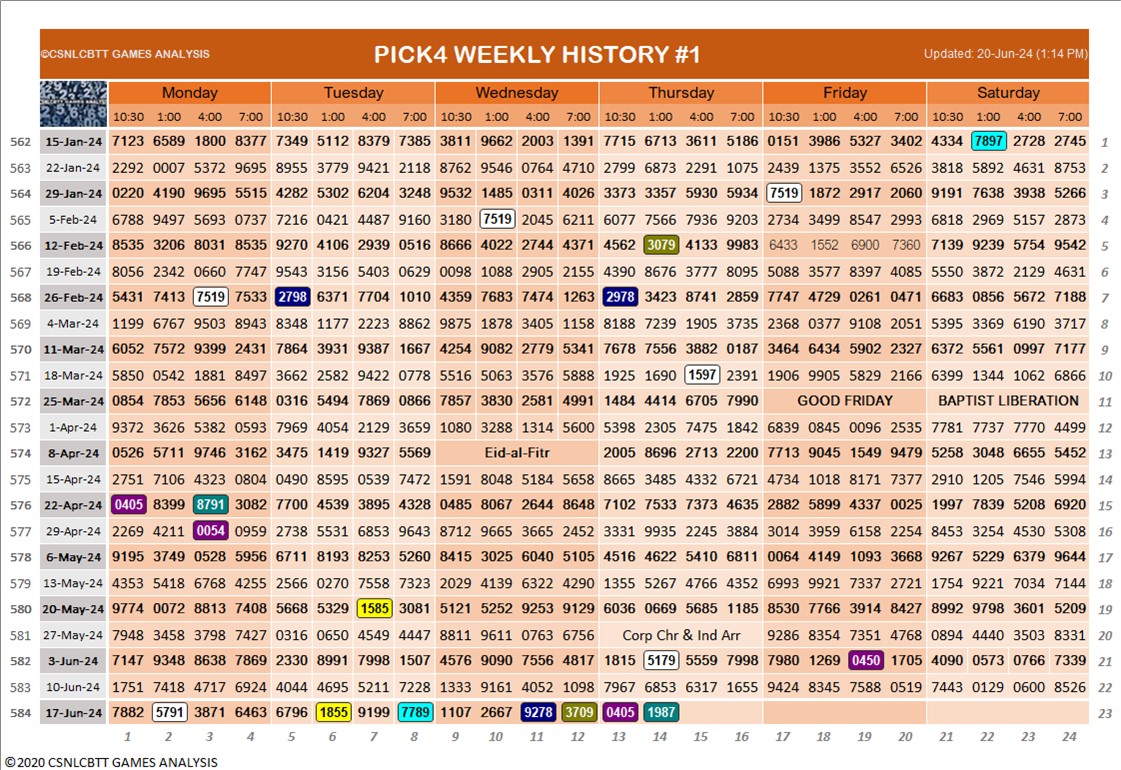 ©CSNLCBTT GAMES ANALYSIS PICK4 WEEKLY HISTORY #1 Updated: 20-Jun-24 (1:14 PM)
Monday Tuesday Wednesday Thursday Friday Saturday
10:30 1:00 4:00 7:00 10:30 1:00 4:00 7:00 10:30 1:00 4:00 7:00 10:30 1:00 4:00 7:00 10:30 1:00 4:00 7:00 10:30 1:00 4:00 7:00
562 15-Jan-24 7123 6589 1800 8377 7349 5112 8379 7385 3811 9662 2003 1391 7715 6713 3611 5186 0151 3986 5327 3402 4334 7897 2728 2745 1
563 22-Jan-24 2292 0007 5372 9695 8955 3779 9421 2118 8762 9546 0764 4710 2799 6873 2291 1075 2439 1375 3552 6526 3818 5892 4631 8753 2
564 29-Jan-24 0220 4190 9695 5515 4282 5302 6204 3248 9532 1485 0311 4026 3373 3357 5930 5934 7519 1872 2917 2060 9191 7638 3938 5266 3
565 5-Feb-24 6788 9497 5693 0737 7216 0421 4487 9160 3180 7519 2045 6211 6077 7566 7936 9203 2734 3499 8547 2993 6818 2969 5157 2873 4
566 12-Feb-24 8535 3206 8031 8535 9270 4106 2939 0516 8666 4022 2744 4371 4562 3079 4133 9983 6433 1552 6900 7360 7139 9239 5754 9542 5
567 19-Feb-24 8056 2342 0660 7747 9543 3156 5403 0629 0098 1088 2905 2155 4390 8676 3777 8095 5088 3577 8397 4085 5550 3872 2129 4631 6
568 26-Feb-24 5431 7413 7519 7533 2798 6371 7704 1010 4359 7683 7474 1263 2978 3423 8741 2859 7747 4729 0261 0471 6683 0856 5672 7188 7
569 4-Mar-24 1199 6767 9503 8943 8348 1177 2223 8862 9875 1878 3405 1158 8188 7239 1905 3735 2368 0377 9108 2051 5395 3369 6190 3717 8
570 11-Mar-24 6052 7572 9399 2431 7864 3931 9387 1667 4254 9082 2779 5341 7678 7556 3882 0187 3464 6434 5902 2327 6372 5561 0997 7177 9
571 18-Mar-24 5850 0542 1881 8497 3662 2582 9422 0778 5516 5063 3576 5888 1925 1690 1597 2391 1906 9905 5829 2166 6399 1344 1062 6866 10
572 25-Mar-24 0854 7853 5656 6148 0316 5494 7869 0866 7857 3830 2581 4991 1484 4414 6705 7990 GOOD FRIDAY BAPTIST LIBERATION 11
573 1-Apr-24 9372 3626 5382 0593 7969 4054 2129 3659 1080 3288 1314 5600 5398 2305 7475 1842 6839 0845 0096 2535 7781 7737 7770 4499 12
574 8-Apr-24 0526 5711 9746 3162 3475 1419 9327 5569 Eid-al-Fitr 2005 8696 2713 2200 7713 9045 1549 9479 5258 3048 6655 5452 13
575 15-Apr-24 2751 7106 4323 0804 0490 8595 0539 7472 1591 8048 5184 5658 8665 3485 4332 6721 4734 1018 8171 7377 2910 1205 7546 5994 14
576 22-Apr-24 0405 8399 8791 3082 7700 4539 3895 4328 0485 8067 2644 8648 7102 7533 7373 4635 2882 5890 4337 0025 1997 7839 5208 6920 15
577 29-Apr-24 2269 4211 0054 0959 2738 5531 6853 9643 8712 9665 3665 2452 3331 9935 2245 3884 3014 3959 6158 2254 8453 3254 4530 5308 16
578 6-May-24 9195 3749 0528 5956 6711 8193 8253 5260 8415 3025 6040 5105 4516 4622 5410 6811 0064 4149 1093 3668 9267 5229 6379 9644 17
579 13-May-24 4353 5418 6768 4255 2566 0270 7558 7323 2029 4139 6322 4290 1355 5267 4766 4352 6993 9921 7337 2721 1754 9221 7034 7144 18
580 20-May-24 9774 0072 8813 7408 5668 5329 1585 3081 5121 5252 9253 9129 6036 0669 5685 1185 8530 7766 3914 8427 8992 9798 3601 5209 19
581 27-May-24 7948 3458 3798 7427 0316 0650 4549 4447 8811 9611 0763 6756 Corp Chr & Ind Arr 9286 8354 7351 4768 0894 4440 3503 8331 20
582 3-Jun-24 7147 9348 8638 7869 2330 8991 7998 1507 4576 9090 7556 4817 1815 5179 5559 7998 7980 1269 0450 1705 4090 0573 0766 7339 21
583 10-Jun-24 1751 7418 4717 6924 4044 4695 5211 7228 1333 9161 4052 1098 7967 6853 6317 1655 9424 8345 7588 0519 7443 0129 0600 8526 22
584 17-Jun-24 7882 5791 3871 6463 6796 1855 9199 7789 1107 2667 9278 3709 0405 1987 23
1 2 3 4 5 6 7 8 9 10 11 12 13 14 15 16 17 18 19 20 21 22 23 24
©2020 CSNLCBTT GAMES ANALYSIS